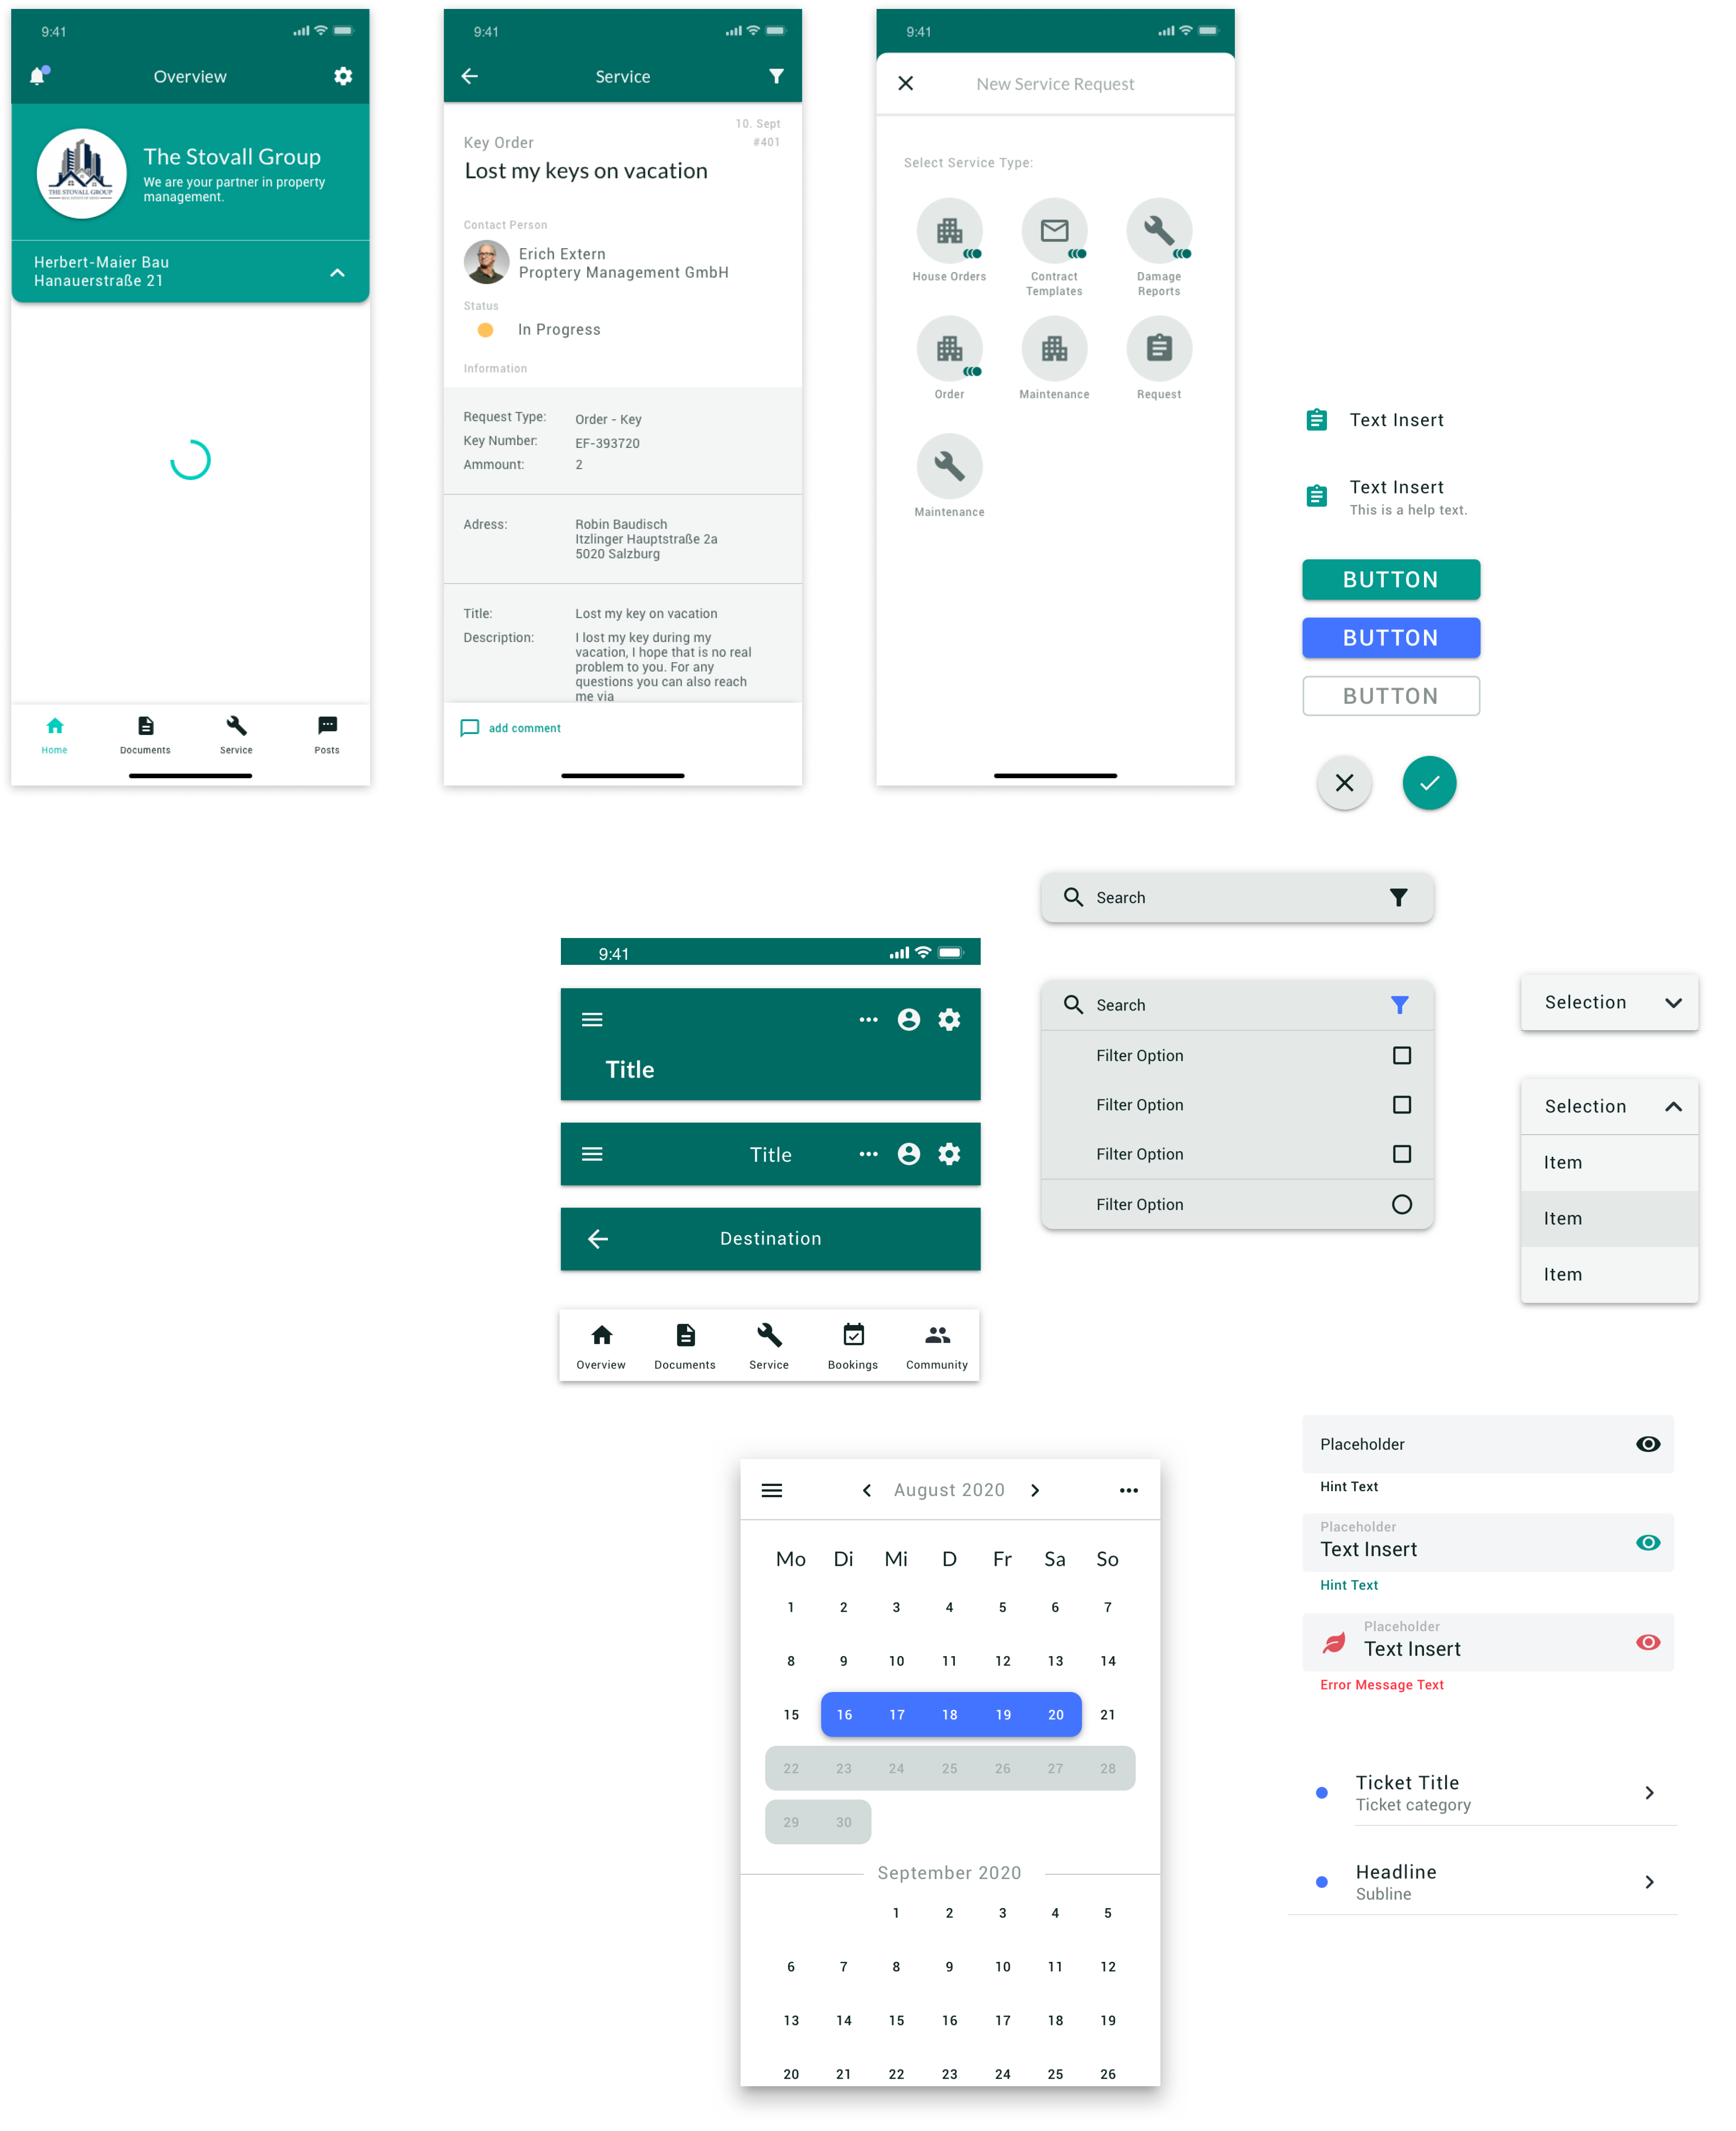 9:41
Overview
THE STOVALL GROUP
The Stovall Group
We are your partner in property
management.
Herbert-Maier Bau
Hanauerstraße 21
Home
Documents
Service
Posts
9:41
Service
10. Sept
#401
Key Order
Lost my keys on vacation
Contact Person
Erich Extern
Proptery Management GmbH
Status
In Progress
Information
Request Type: Order - Key
Key Number: EF-393720
Ammount: 2
Adress: Robin Baudisch
Itzlinger Hauptstraße 2a
5020 Salzburg
Title: Lost my key on vacation
Description: I lost my key during my
vacation, I hope that is no real
problem to you. For any
questions you can also reach
me via
add comment
9:41
New Service Request
Select Service Type:
House Orders
Contract
Templates
Damage
Reports
Order
Maintenance
Request
Maintenance
Text Insert
Text Insert
This is a help text.
BUTTON
BUTTON
BUTTON
Search
Search
Filter Option
Filter Option
Filter Option
Filter Option
Selection
Selection
Item
Item
Item
9:41
Title
Title
Destination
Overview
Documents
Service
Bookings
Community
August 2020
Mo Di Mi D Fr Sa So
1 2 3 4 5 6 7
8 9 10 11 12 13 14
15 16 17 18 19 20 21
22 23 24 25 26 27 28
29 30
September 2020
1 2 3 4 5
6 7 8 9 10 11 12
13 14 15 16 17 18 19
20 21 22 23 24 25 26
Placeholder
Hint Text
Placeholder
Text Insert
Hint Text
Placeholder
Text Insert
Error Message Text
Ticket Title
Ticket category
Headline
Subline